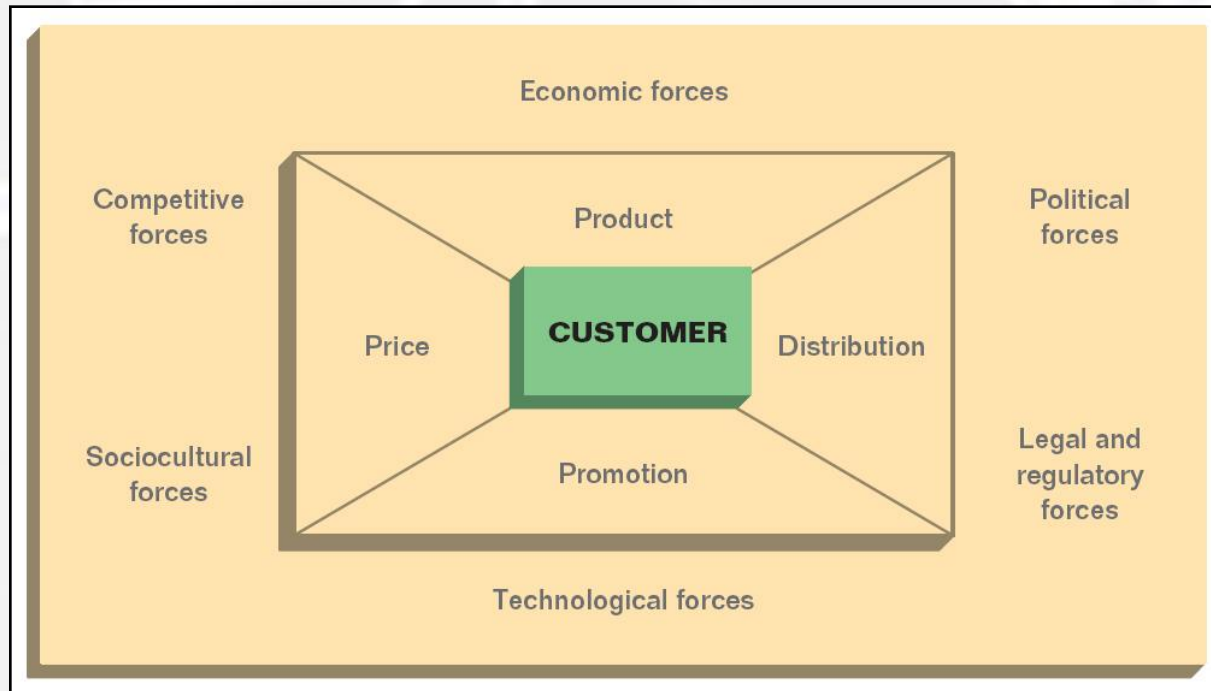 Economic forces
Competitive
forces
Political
forces
Product
Price
CUSTOMER
Distribution
Sociocultural
forces
Promotion
Legal and
regulatory
forces
Technological forces